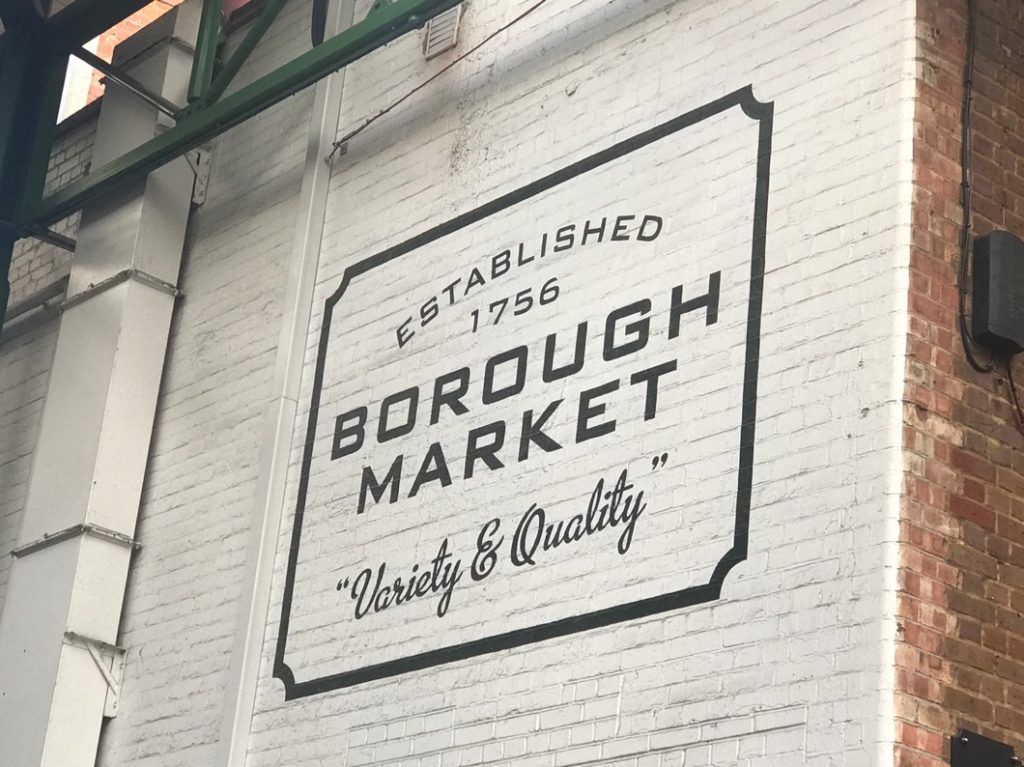 ESTABLISHED
1756
BOROUGH
MARKET
“Variety & Quality”